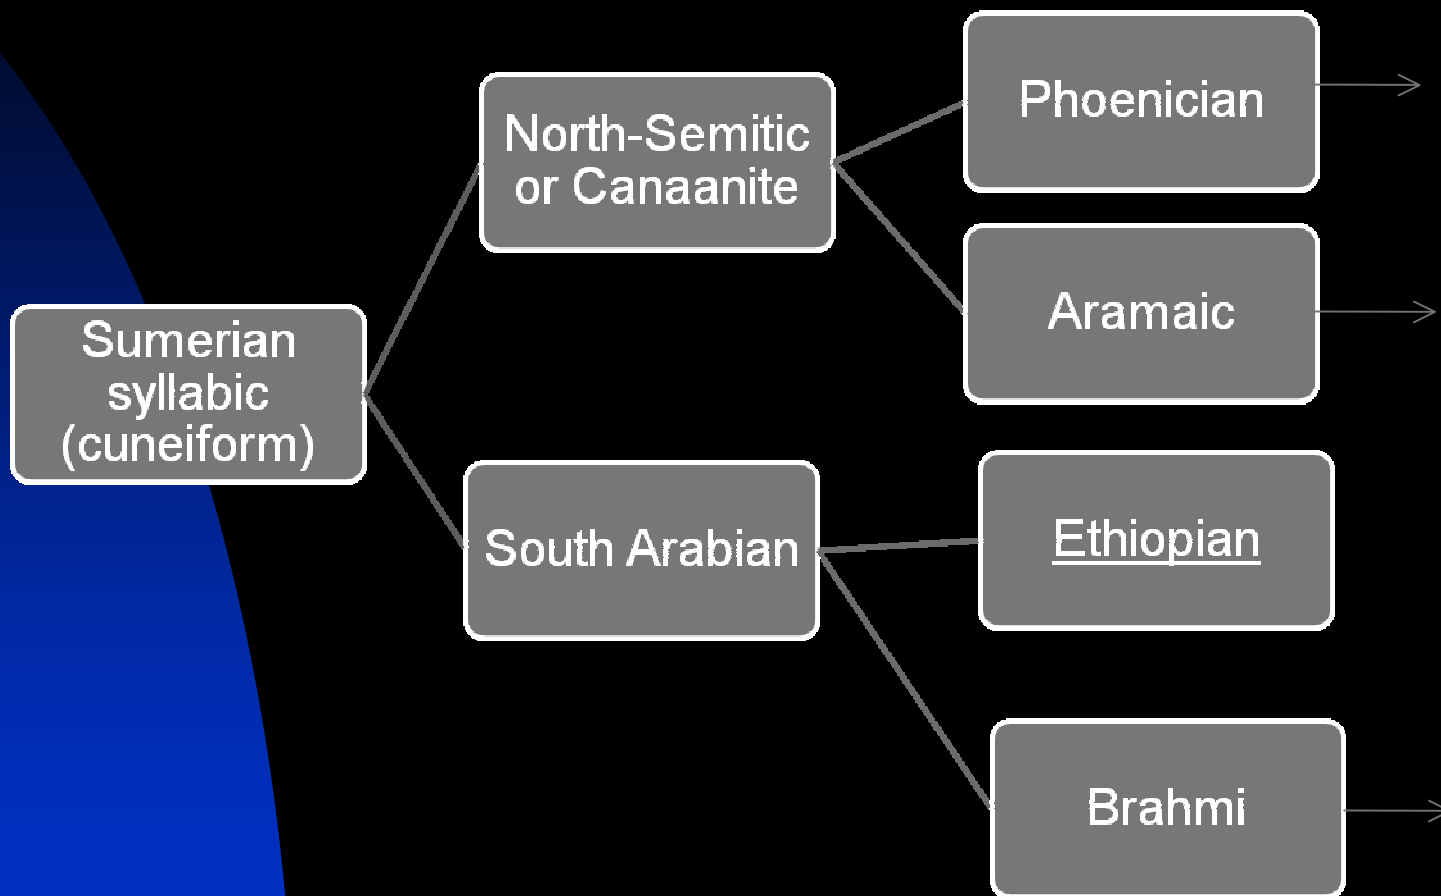 Sumerian
syllabic
(cuneiform)
North-Semitic
or Canaanite
South Arabian
Phoenician
Aramaic
Ethiopian
Brahmi